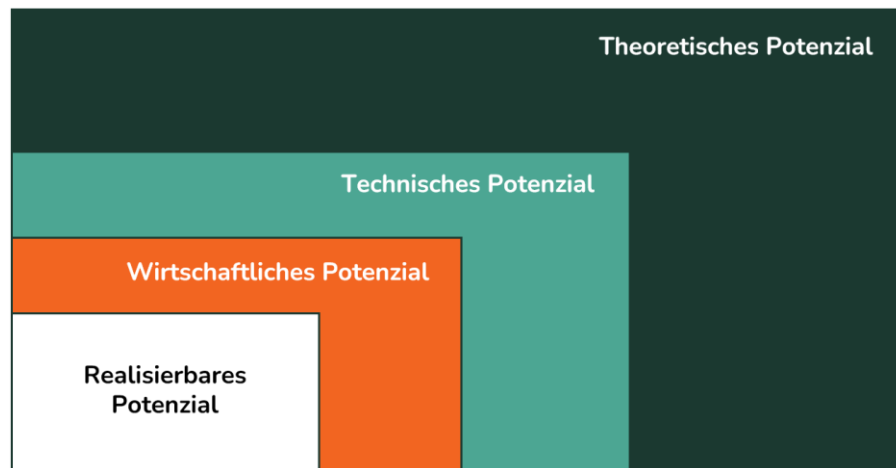 Theoretisches Potenzial
Technisches Potenzial
Wirtschaftliches Potenzial
Realisierbares
Potenzial